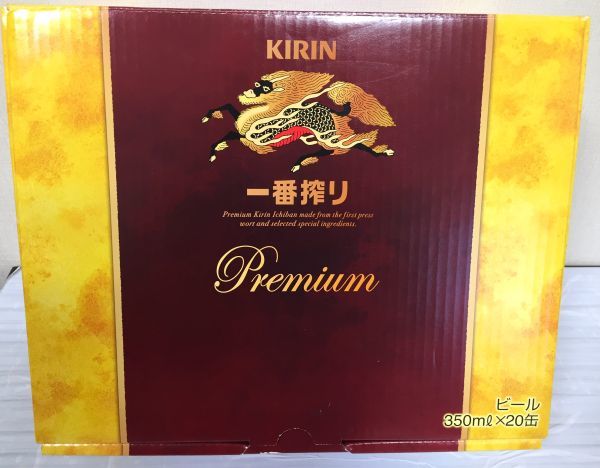 KIRIN
一番搾り
Premium Kirin Ichiban made from the first press
wort and selected special ingredients.
Premium
ビール
350mℓ×20缶